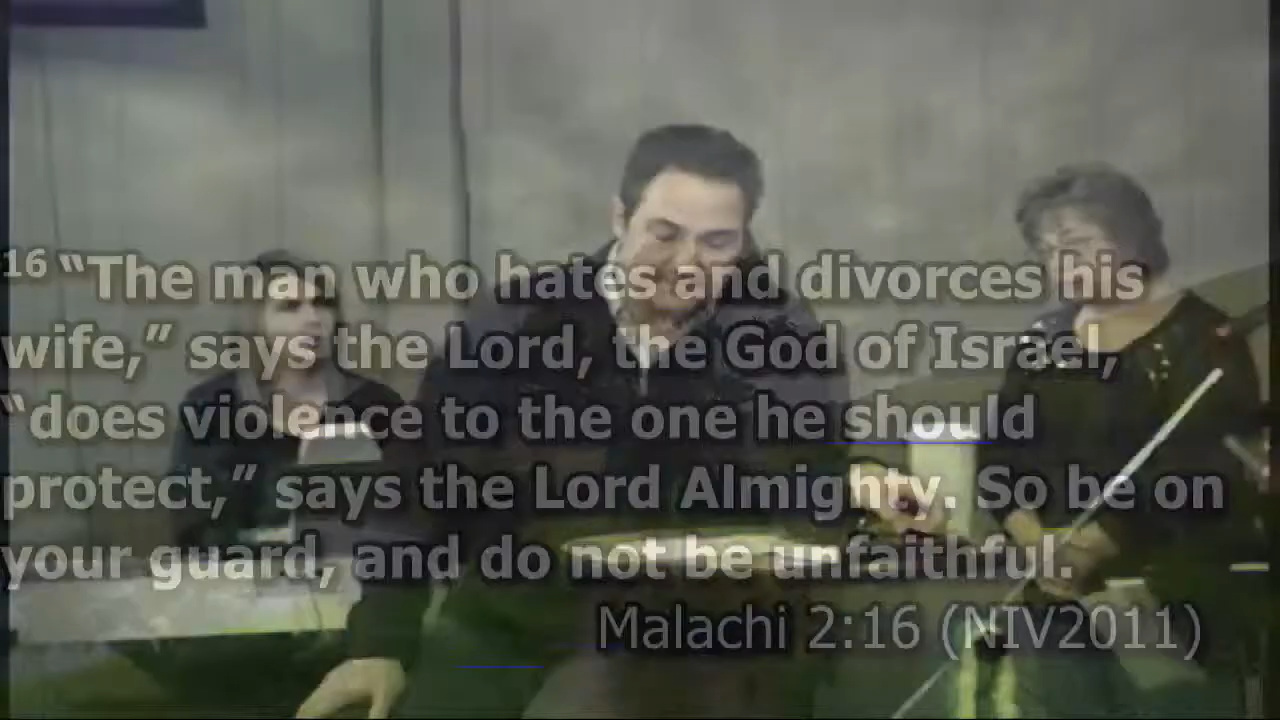 16 “The man who hates and divorces his
wife,” says the Lord, the God of Israel,
“does violence to the one he should
protect,” says the Lord Almighty. So be on
your guard, and do not be unfaithful.
Malachi 2:16 (NIV2011)